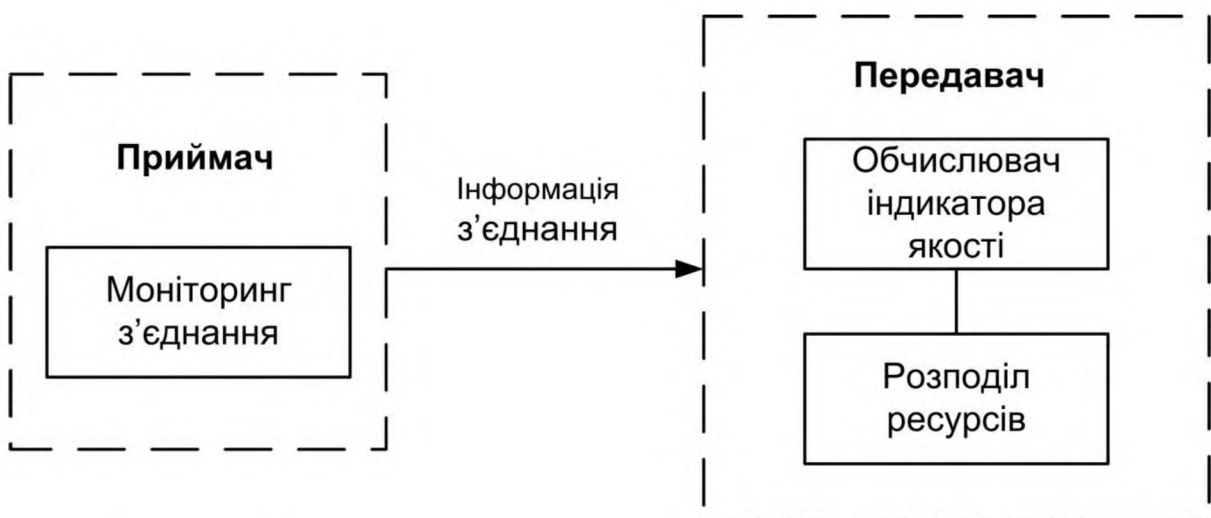 Приймач
Моніторинг
з’єднання
Інформація
з’єднання
Передавач
Обчислювач
індикатора
якості
Розподіл
ресурсів